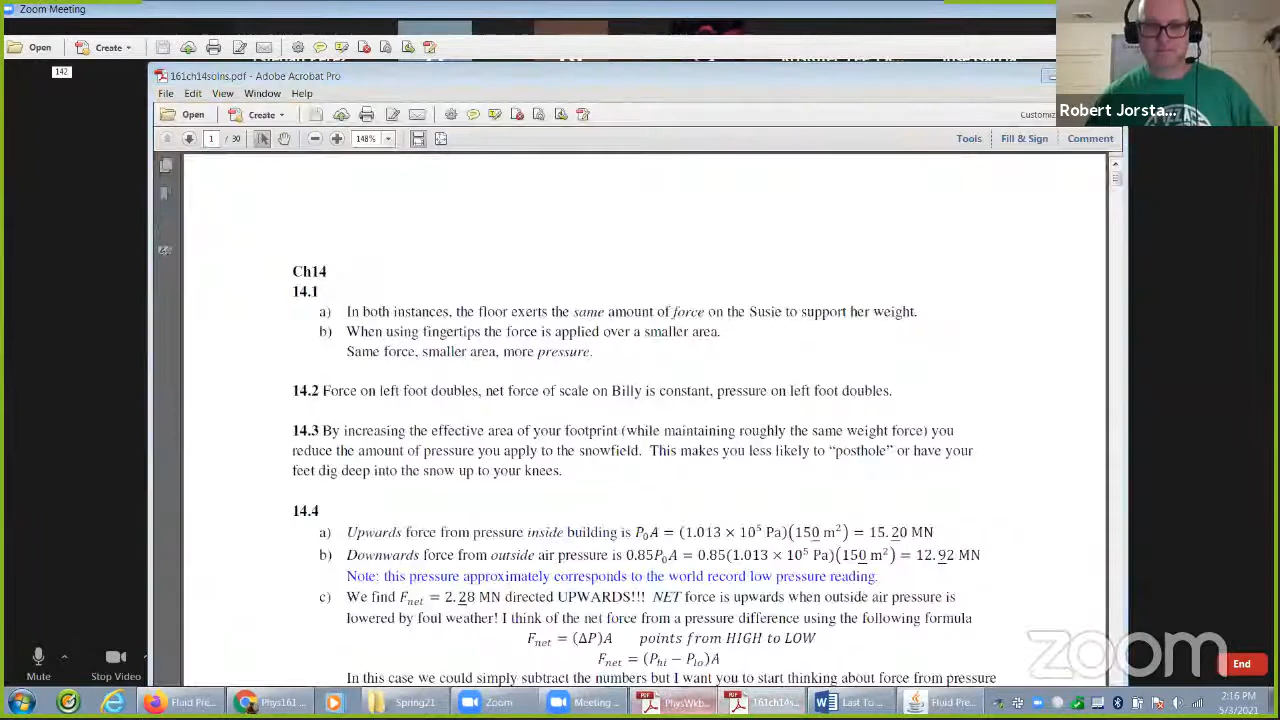 Zoom Meeting
Open Create
142
161ch14solns.pdf - Adobe Acrobat Pro
File Edit View Window Help
Open Create Customize
1 / 30 148% Tools Fill & Sign Comment
Robert Jorsta...
Ch14
14.1
a) In both instances, the floor exerts the same amount of force on the Susie to support her weight.
b) When using fingertips the force is applied over a smaller area.
Same force, smaller area, more pressure.
14.2 Force on left foot doubles, net force of scale on Billy is constant, pressure on left foot doubles.
14.3 By increasing the effective area of your footprint (while maintaining roughly the same weight force) you
reduce the amount of pressure you apply to the snowfield. This makes you less likely to “posthole” or have your
feet dig deep into the snow up to your knees.
14.4
a) Upwards force from pressure inside building is P₀A = (1.013 × 10⁵ Pa)(150 m²) = 15.20 MN
b) Downwards force from outside air pressure is 0.85P₀A = 0.85(1.013 × 10⁵ Pa)(150 m²) = 12.92 MN
Note: this pressure approximately corresponds to the world record low pressure reading.
c) We find Fnet = 2.28 MN directed UPWARDS!!! NET force is upwards when outside air pressure is
lowered by foul weather! I think of the net force from a pressure difference using the following formula
Fnet = (ΔP)A points from HIGH to LOW
Fnet = (Phi − Plo)A
In this case we could simply subtract the numbers but I want you to start thinking about force from pressure
zoom
Mute Stop Video End
Fluid Pre... Phys161 ... Spring21 Zoom Meeting ... PhysWkb... 161ch14s... Last To ... Fluid Pre...
2:16 PM
5/3/2021